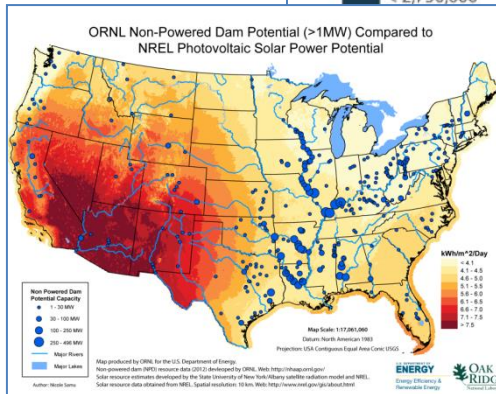 ORNL Non-Powered Dam Potential (>1MW) Compared to
NREL Photovoltaic Solar Power Potential
kWh/m^2/Day
< 4.1
4.1 - 4.5
4.5 - 5.1
5.1 - 5.5
5.6 - 6.0
6.1 - 6.5
6.6 - 7.0
7.1 - 7.5
> 7.5
Non Powered Dam
Potential Capacity
1 - 30 MW
30 - 100 MW
100 - 250 MW
250 - 496 MW
Major Rivers
Major Lakes
Author: Nicole Samu
Map Scale: 1:17,061,060
Datum: North American 1983
Projection: USA Contiguous Equal Area Conic USGS
Map produced by ORNL for the U.S. Department of Energy.
Non-powered dam (NPD) resource data (2012) developed by ORNL. Web: http://nhaap.ornl.gov/
Solar resource estimates developed by the State University of New York/Albany satellite radiation model and NREL.
Solar resource data obtained from NREL. Spatial resolution: 10 km. Web: http://www.nrel.gov/gis/about.html
U.S. DEPARTMENT OF
ENERGY
Energy Efficiency &
Renewable Energy
OAK
RIDGE